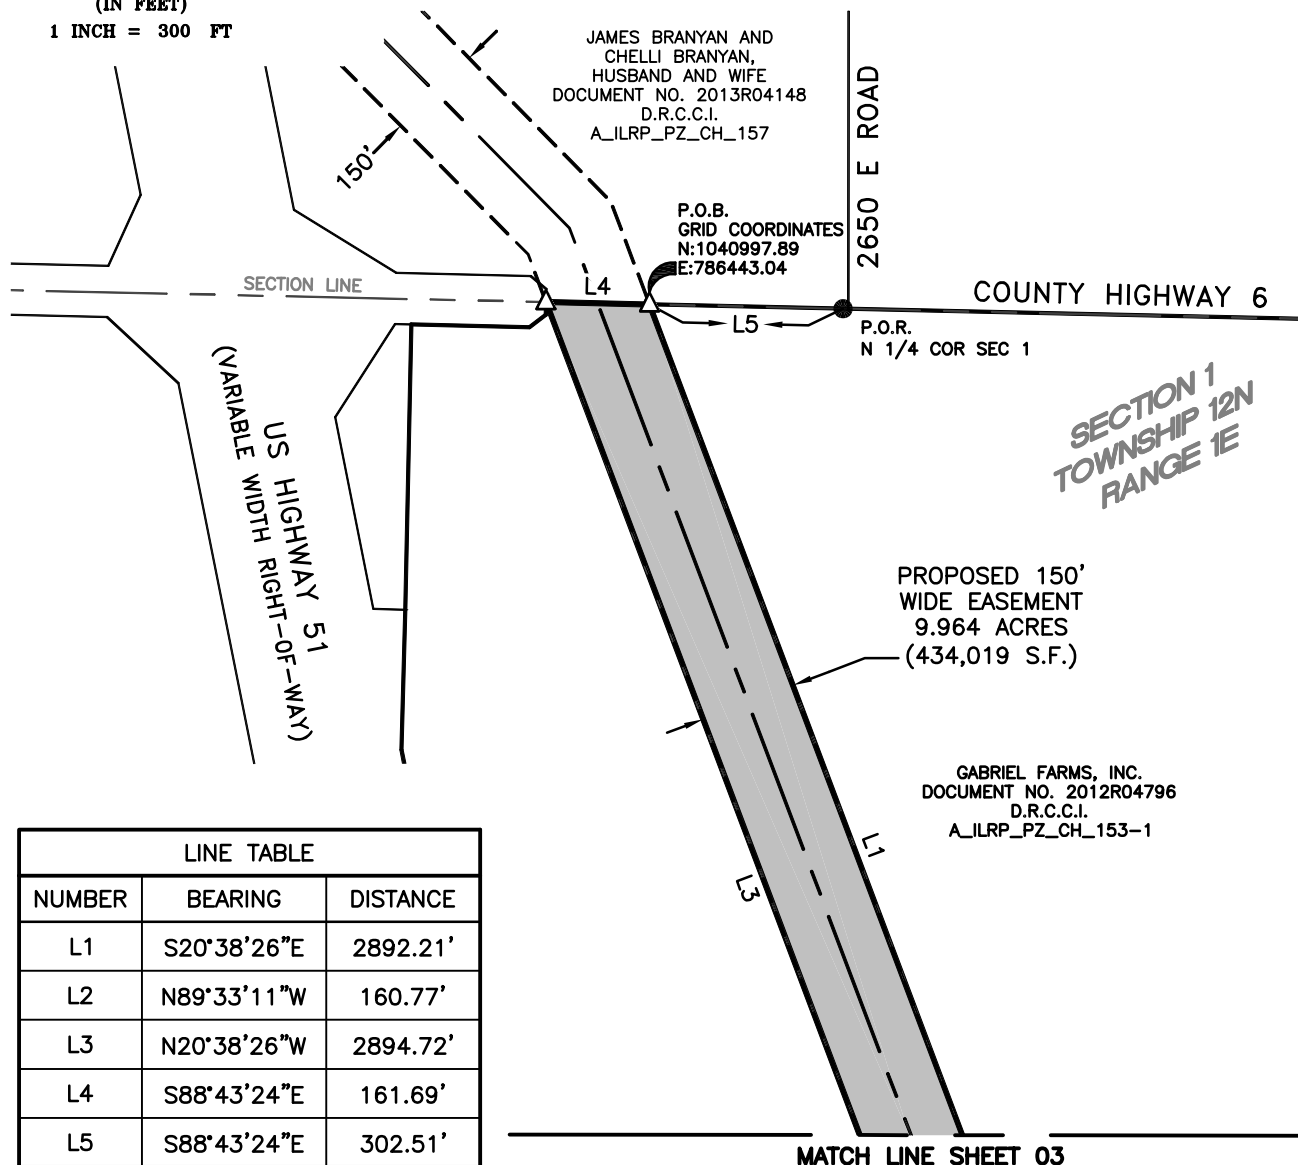 (IN FEET)
1 INCH = 300 FT
JAMES BRANYAN AND
CHELLI BRANYAN,
HUSBAND AND WIFE
DOCUMENT NO. 2013R04148
D.R.C.C.I.
A_ILRP_PZ_CH_157
2650 E ROAD
150'
P.O.B.
GRID COORDINATES
N:1040997.89
E:786443.04
SECTION LINE
L4
COUNTY HIGHWAY 6
L5
P.O.R.
N 1/4 COR SEC 1
SECTION 1
TOWNSHIP 12N
RANGE 1E
US HIGHWAY 51
(VARIABLE WIDTH RIGHT-OF-WAY)
PROPOSED 150'
WIDE EASEMENT
9.964 ACRES
(434,019 S.F.)
GABRIEL FARMS, INC.
DOCUMENT NO. 2012R04796
D.R.C.C.I.
A_ILRP_PZ_CH_153-1
L1
L3
LINE TABLE
NUMBER BEARING DISTANCE
L1 S20°38'26"E 2892.21'
L2 N89°33'11"W 160.77'
L3 N20°38'26"W 2894.72'
L4 S88°43'24"E 161.69'
L5 S88°43'24"E 302.51'
MATCH LINE SHEET 03